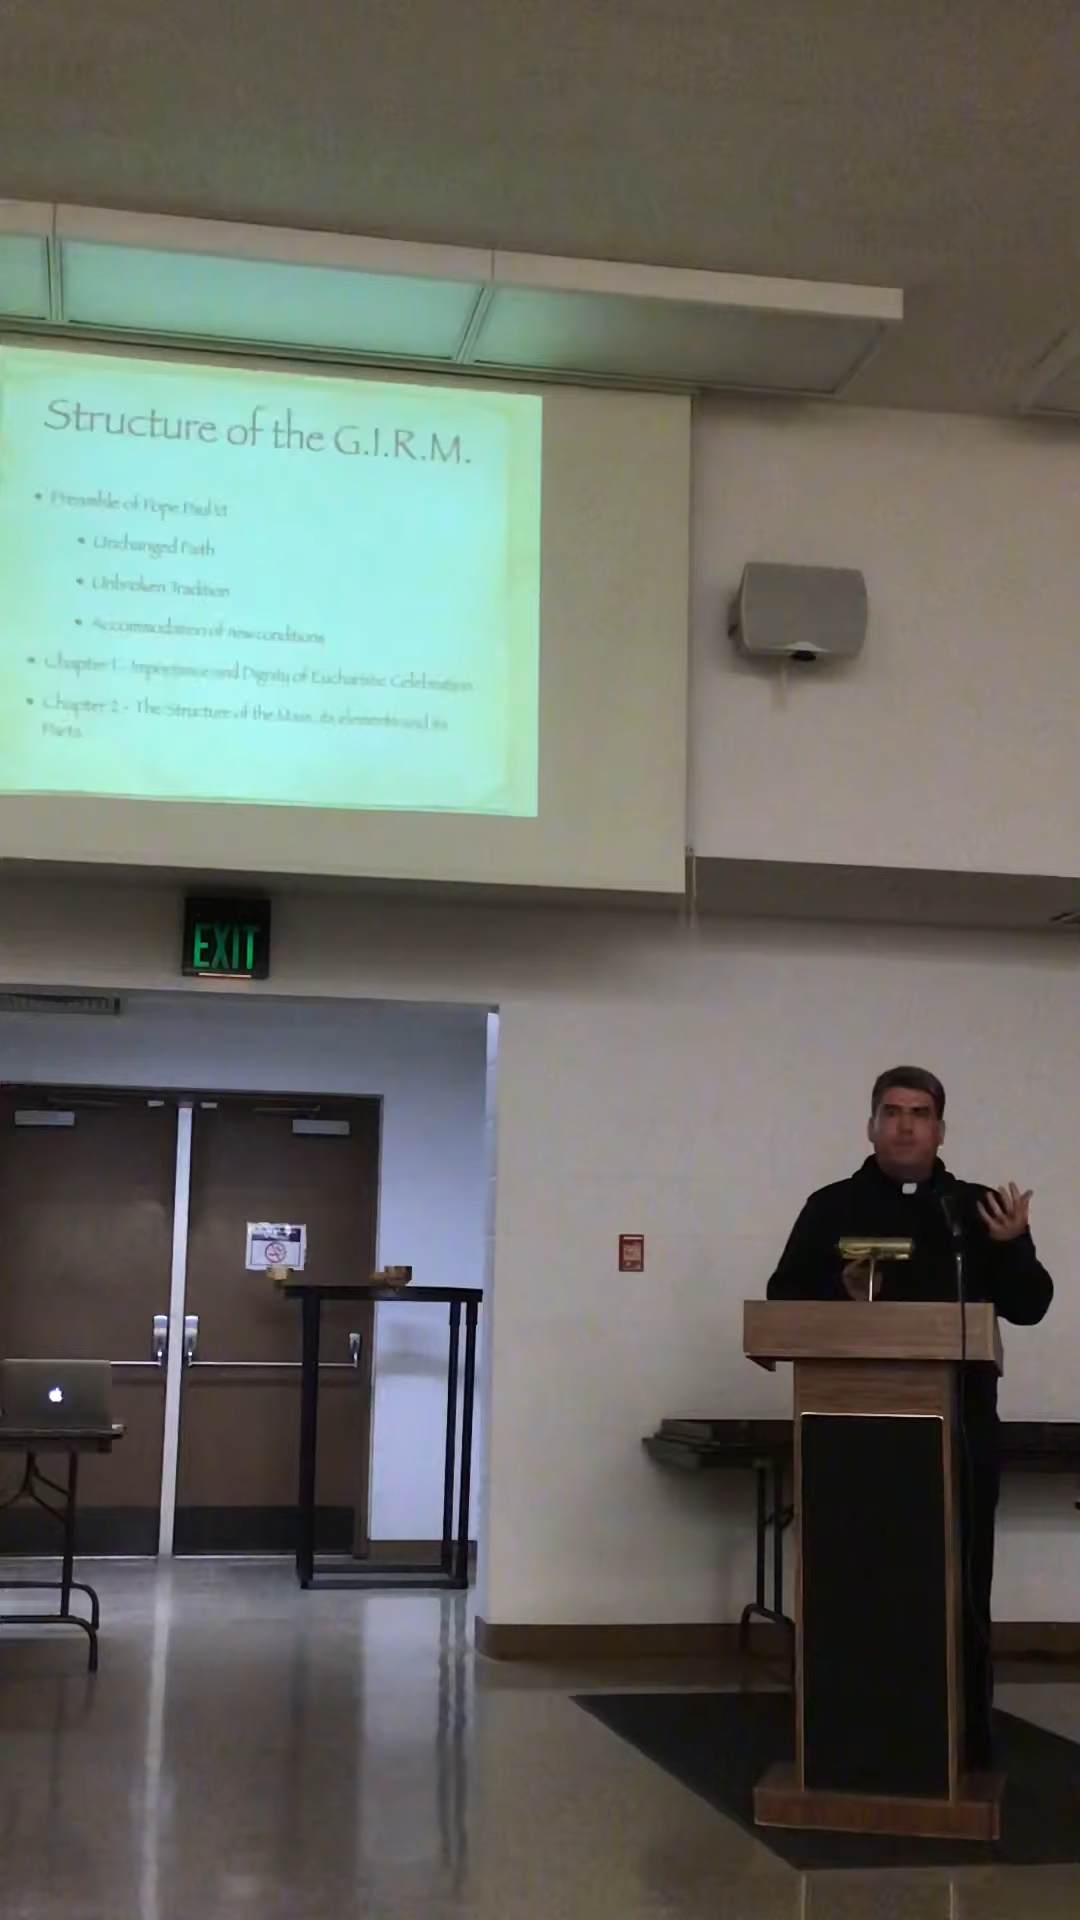 Structure of the G.I.R.M.
• Preamble of Pope Paul VI
• Unchanged Faith
• Unbroken Tradition
• Accommodation of new conditions
• Chapter 1 - Importance and Dignity of Eucharistic Celebration
• Chapter 2 - The Structure of the Mass, its elements and its
Parts
EXIT